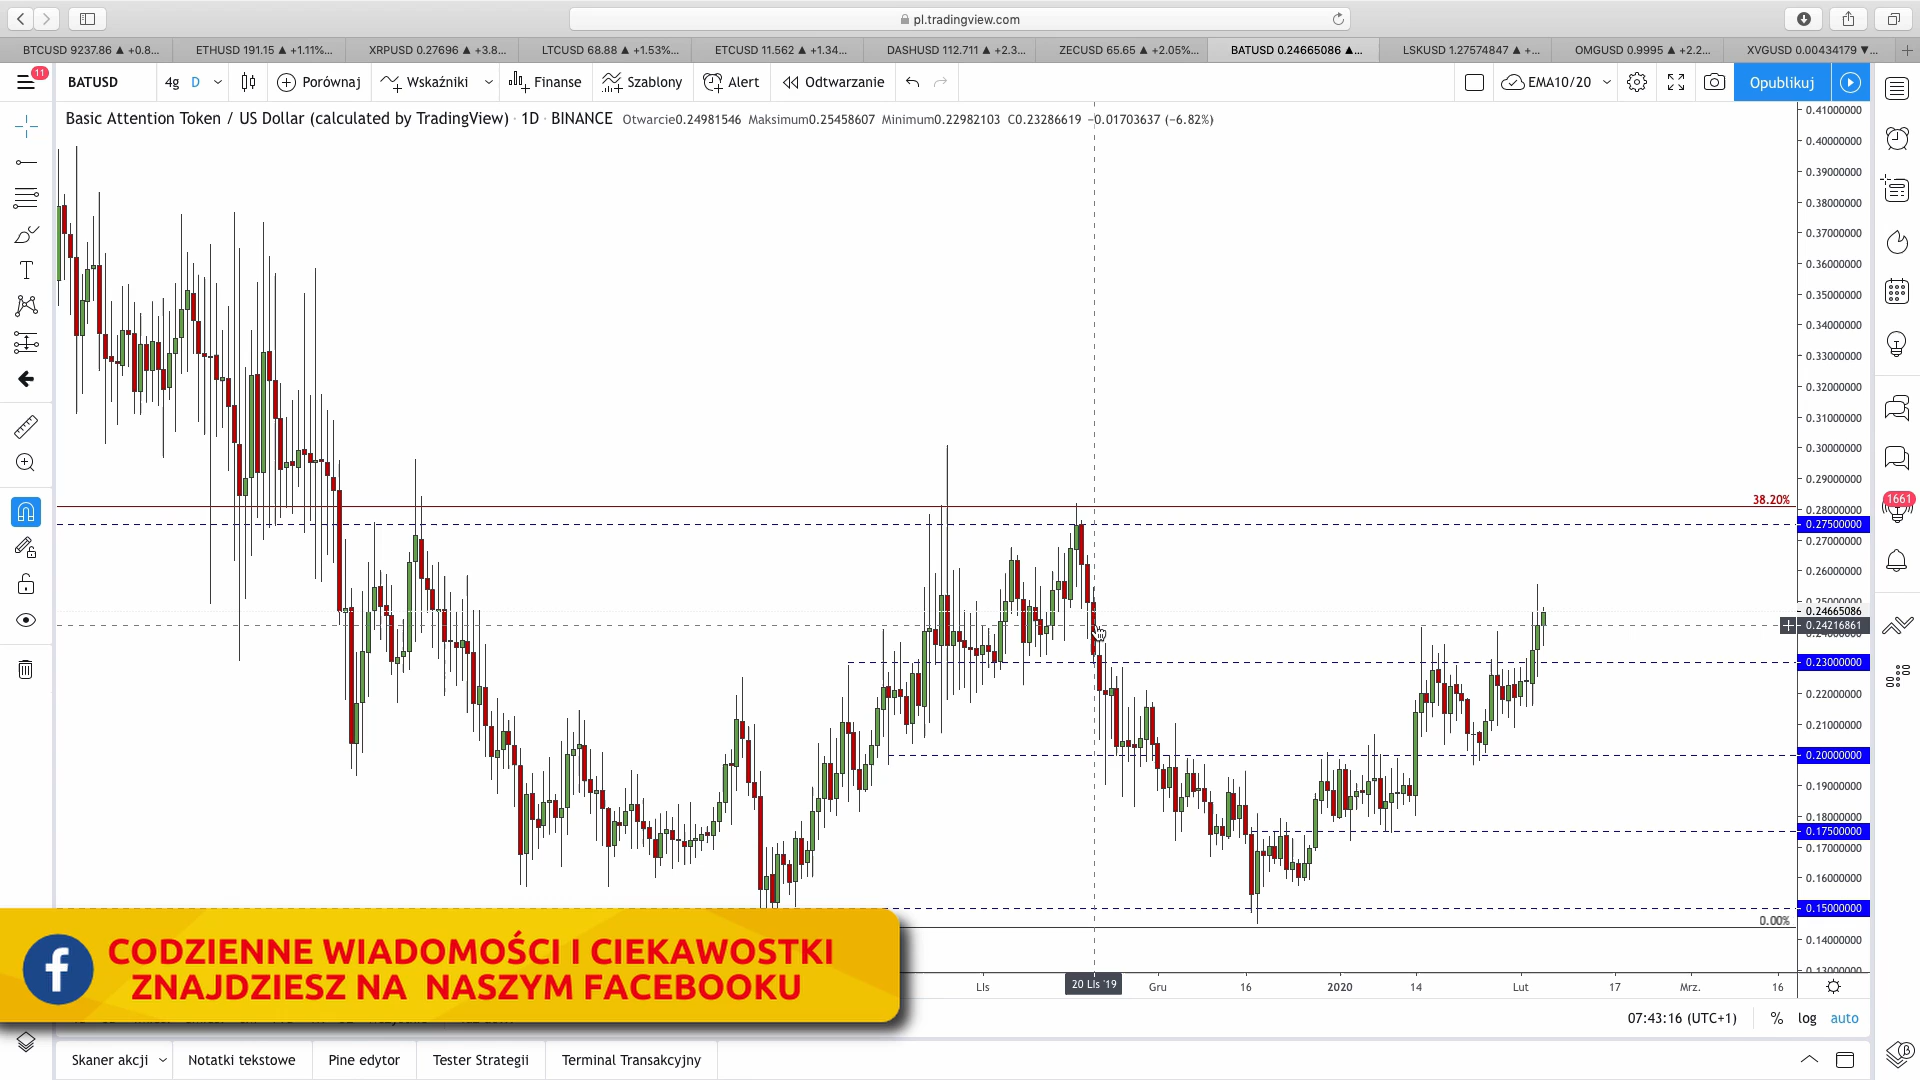 pl.tradingview.com
BTCUSD 9237.86 ▲ +0.8...
ETHUSD 191.15 ▲ +1.11%...
XRPUSD 0.27696 ▲ +3.8...
LTCUSD 68.88 ▲ +1.53%...
ETCUSD 11.562 ▲ +1.34...
DASHUSD 112.711 ▲ +2.3...
ZECUSD 65.65 ▲ +2.05%...
BATUSD 0.24665086 ▲...
LSKUSD 1.27574847 ▲ +...
OMGUSD 0.9995 ▲ +2.2...
XVGUSD 0.00434179 ▼...
11
BATUSD
4g
D
Porównaj
Wskaźniki
Finanse
Szablony
Alert
Odtwarzanie
EMA10/20
Opublikuj
Basic Attention Token / US Dollar (calculated by TradingView) · 1D · BINANCE Otwarcie0.24981546 Maksimum0.25458607 Minimum0.22982103 C0.23286619 −0.01703637 (−6.82%)
0.41000000
0.40000000
0.39000000
0.38000000
0.37000000
0.36000000
0.35000000
0.34000000
0.33000000
0.32000000
0.31000000
0.30000000
0.29000000
38.20%
1661
0.28000000
0.27500000
0.27000000
0.26000000
0.24665086
0.24216861
0.23000000
0.22000000
0.21000000
0.20000000
0.19000000
0.18000000
0.17500000
0.17000000
0.16000000
0.15000000
0.00%
0.14000000
0.13000000
CODZIENNE WIADOMOŚCI I CIEKAWOSTKI
ZNAJDZIESZ NA NASZYM FACEBOOKU
LIs
20 LIs '19
Gru
16
2020
14
Lut
17
Mrz.
16
07:43:16 (UTC+1)
%
log
auto
Skaner akcji
Notatki tekstowe
Pine edytor
Tester Strategii
Terminal Transakcyjny